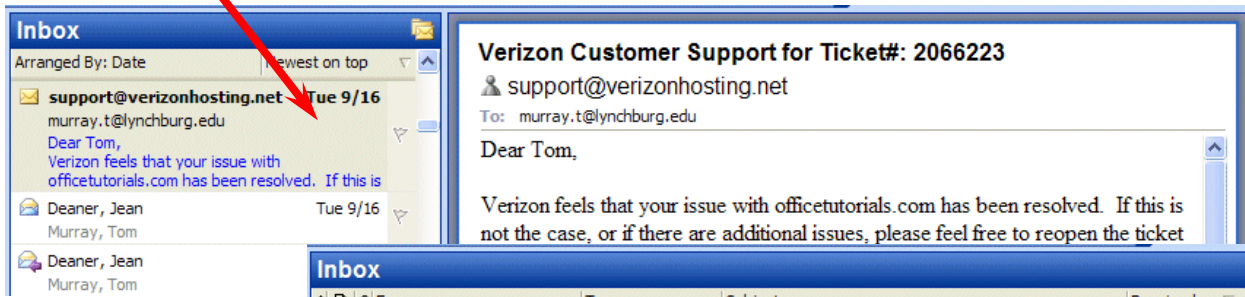 Inbox
Arranged By: Date
Newest on top
support@verizonhosting.net Tue 9/16
murray.t@lynchburg.edu
Dear Tom,
Verizon feels that your issue with
officetutorials.com has been resolved. If this is
Deaner, Jean Tue 9/16
Murray, Tom
Deaner, Jean
Murray, Tom
Verizon Customer Support for Ticket#: 2066223
support@verizonhosting.net
To: murray.t@lynchburg.edu
Dear Tom,
Verizon feels that your issue with officetutorials.com has been resolved. If this is
not the case, or if there are additional issues, please feel free to reopen the ticket
Inbox